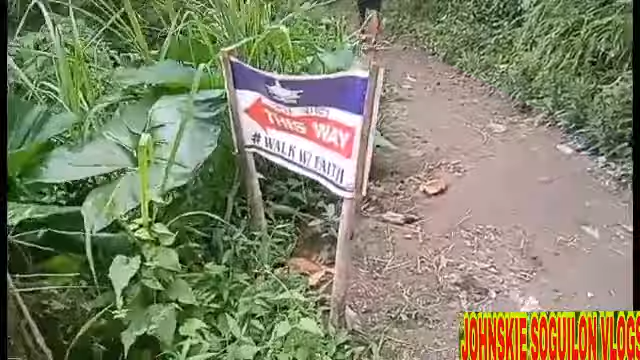 THIS WAY
#WALK W/ FAITH
JOHNSKIE SOGUILON VLOGS